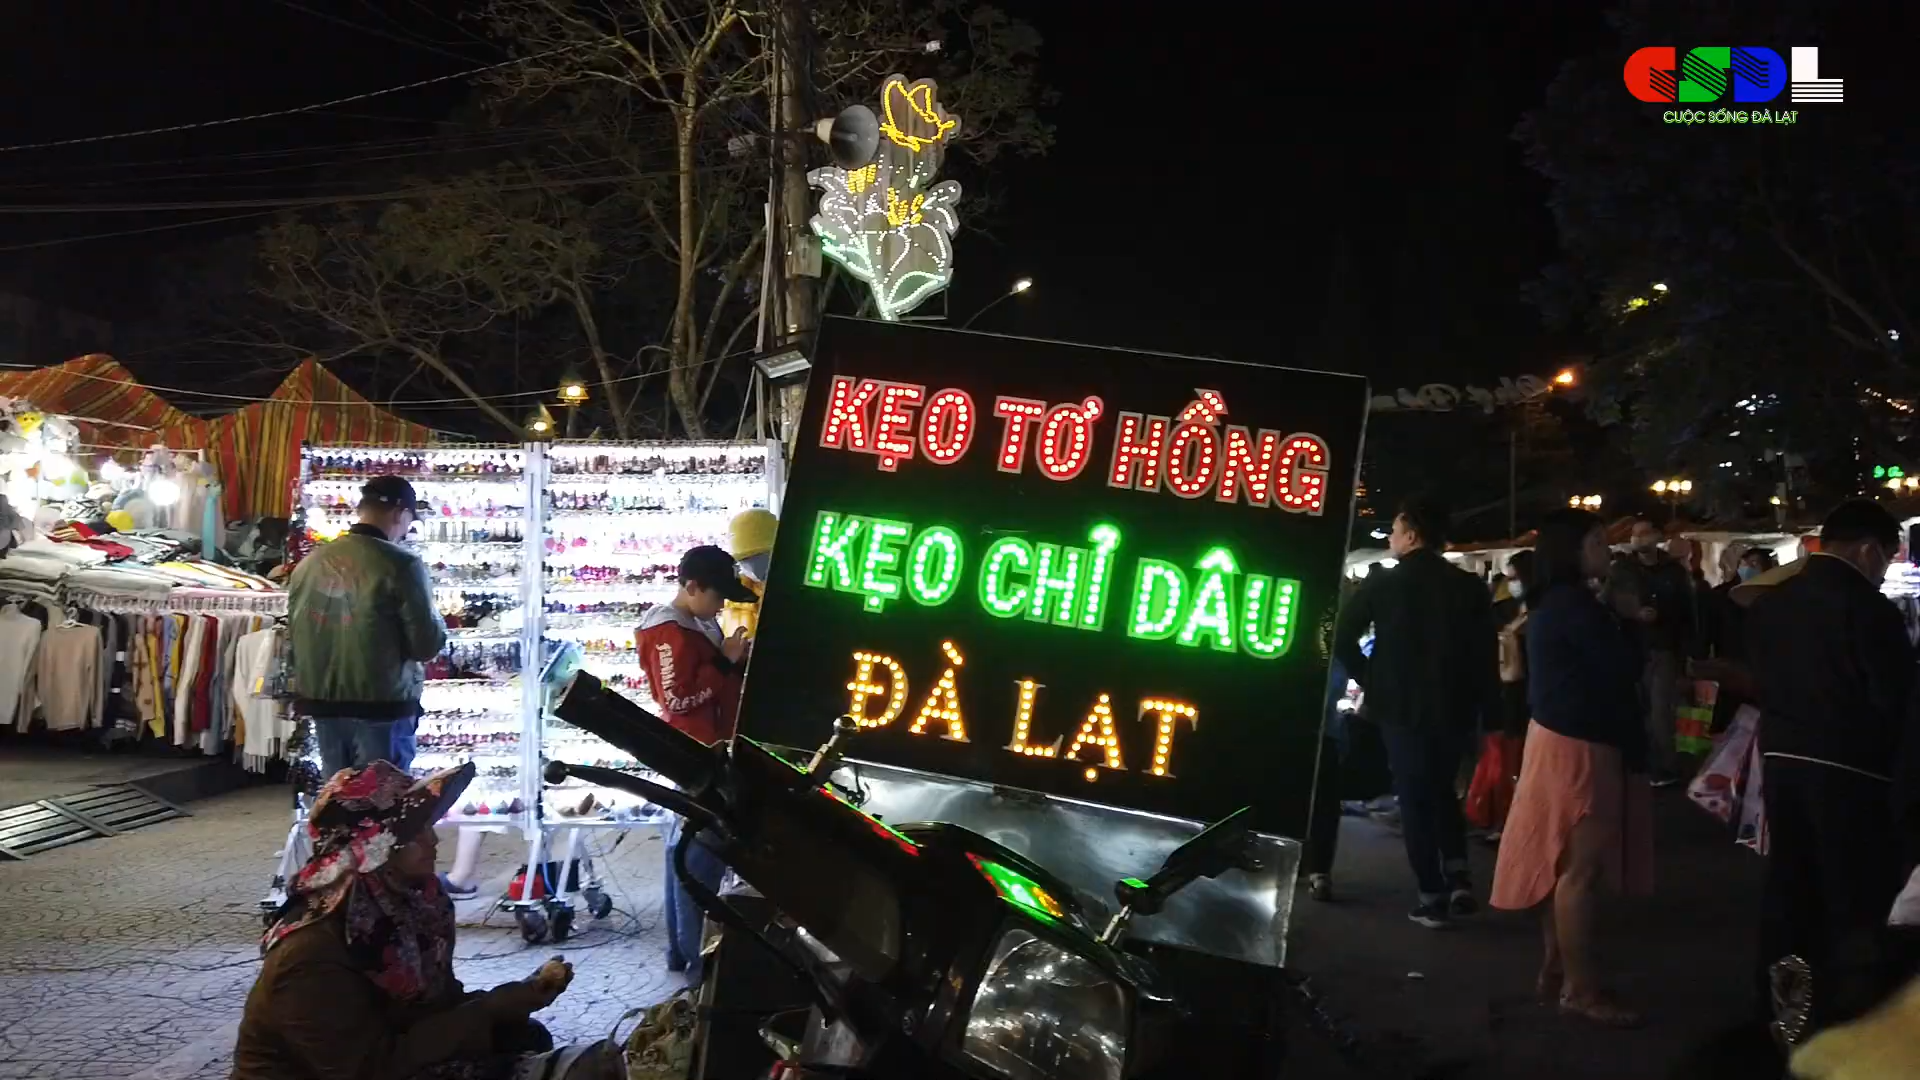 CSDL
CUỘC SỐNG ĐÀ LẠT
KẸO TƠ HỒNG
KẸO CHỈ DÂU
ĐÀ LẠT